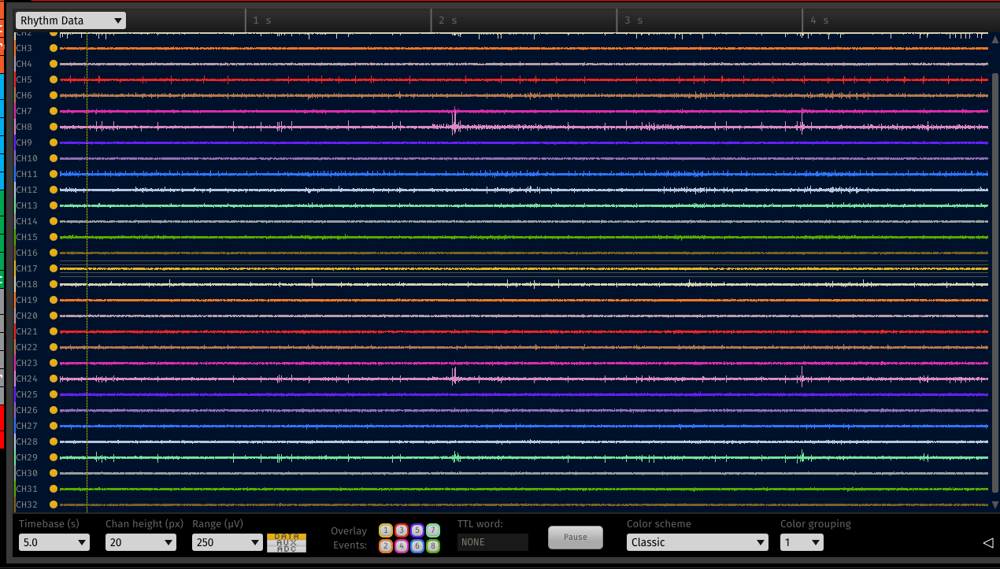 Rhythm Data
1 s
2 s
3 s
4 s
CH2
CH3
CH4
CH5
CH6
CH7
CH8
CH9
CH10
CH11
CH12
CH13
CH14
CH15
CH16
CH17
CH18
CH19
CH20
CH21
CH22
CH23
CH24
CH25
CH26
CH27
CH28
CH29
CH30
CH31
CH32
Timebase (s) Chan height (px) Range (µV)
5.0 20 250
DATA
AUX
ADC
Overlay
Events:
1 3 5 7
2 4 6 8
TTL word:
NONE
Pause
Color scheme
Classic
Color grouping
1